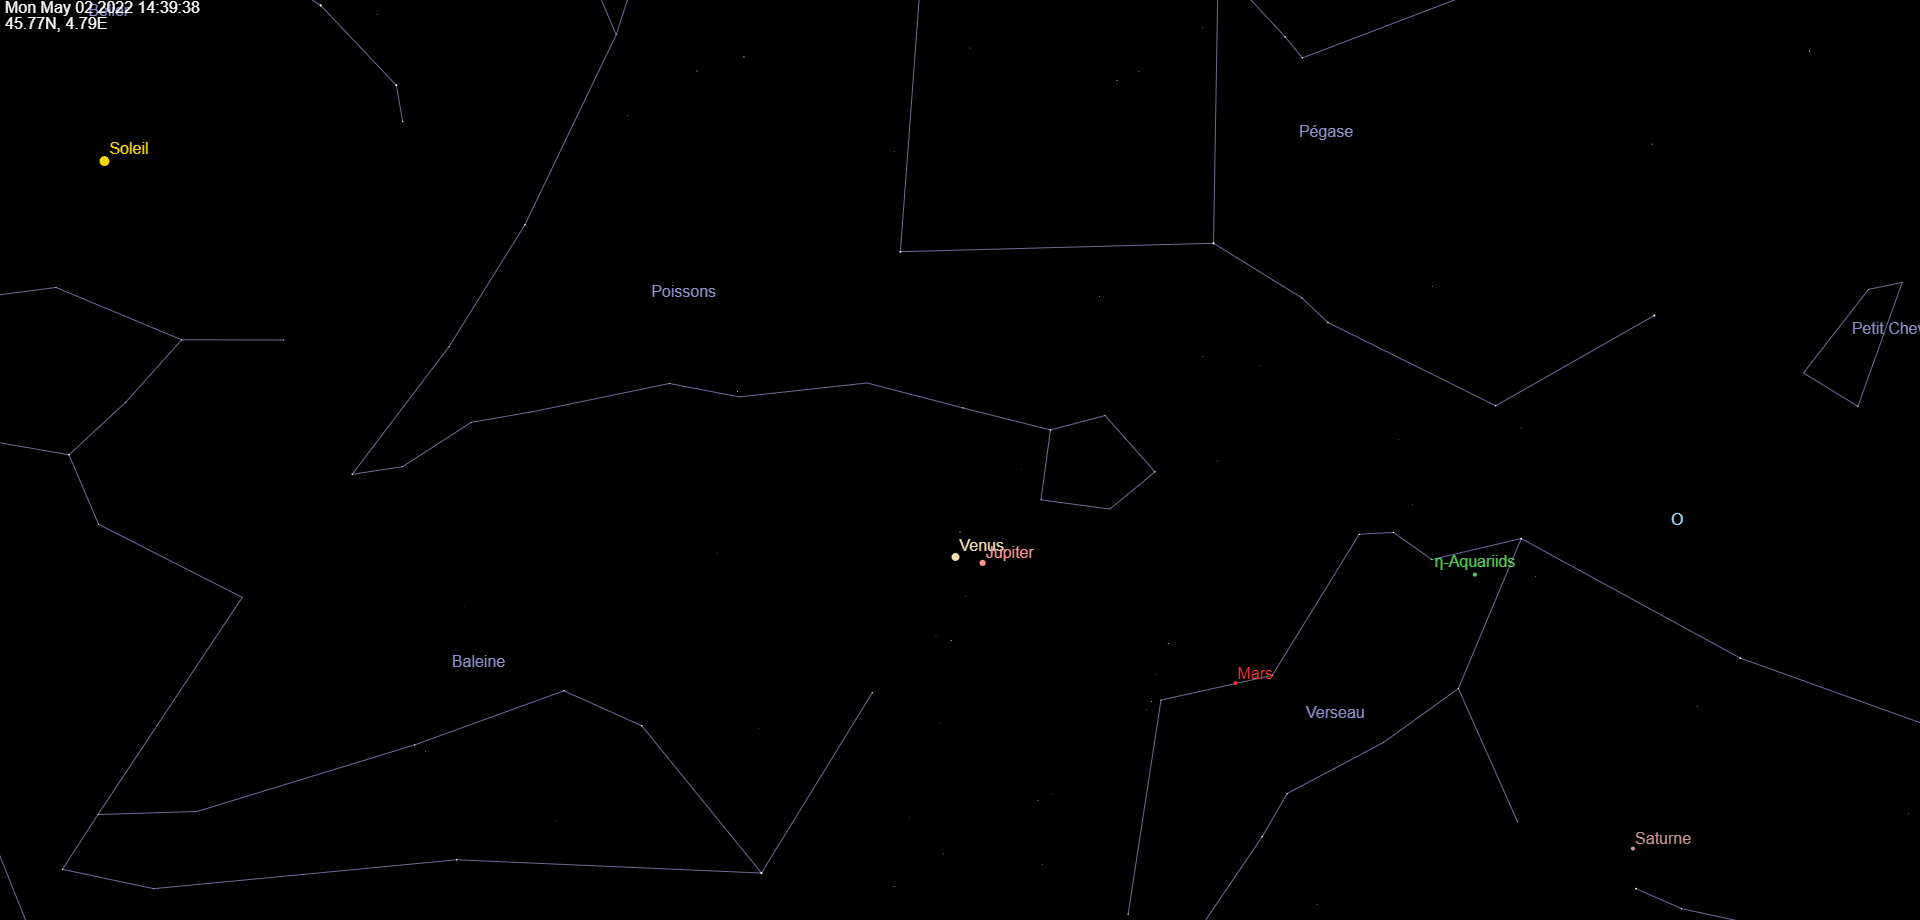 Mon May 02 2022 14:39:38
Bélier
45.77N, 4.79E
Pégase
Soleil
Poissons
Petit Chev
O
Venus
Jupiter
η-Aquariids
Baleine
Mars
Verseau
Saturne